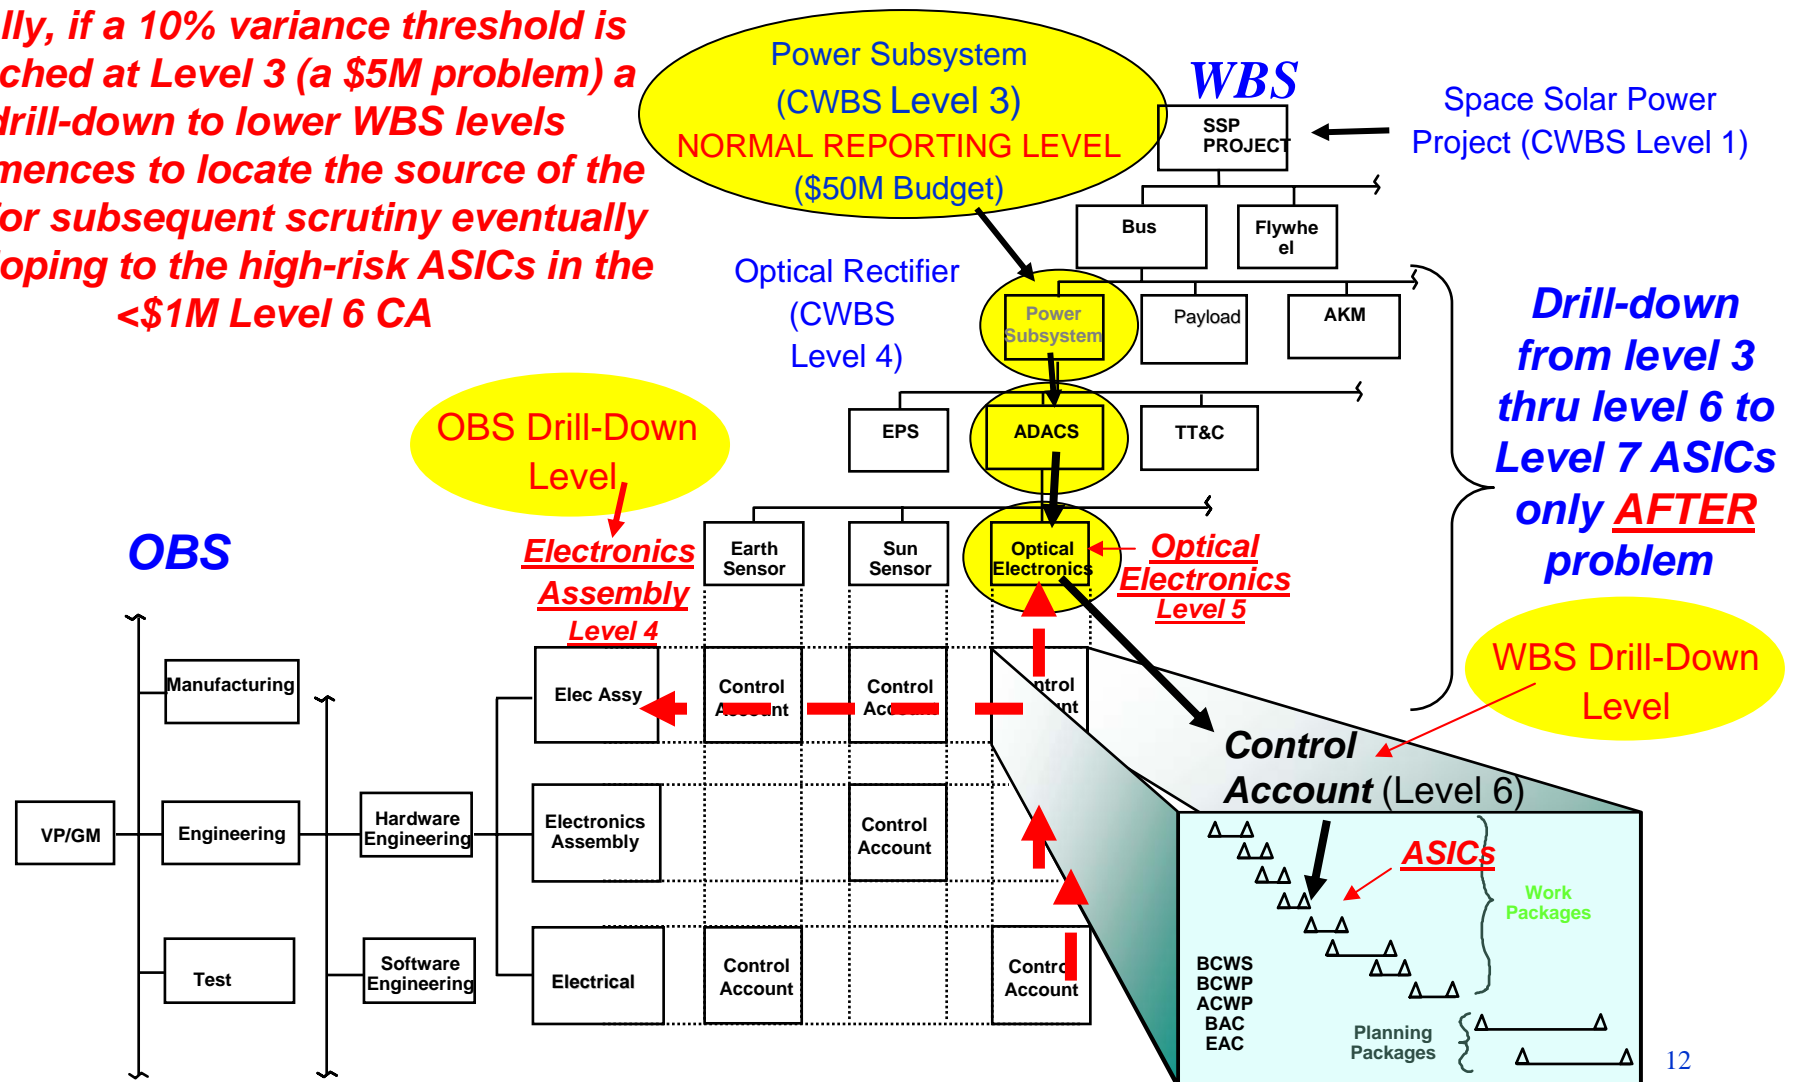 lly, if a 10% variance threshold is
ched at Level 3 (a $5M problem) a
drill-down to lower WBS levels
mences to locate the source of the
for subsequent scrutiny eventually
oping to the high-risk ASICs in the
<$1M Level 6 CA
Power Subsystem
(CWBS Level 3)
NORMAL REPORTING LEVEL
($50M Budget)
WBS
SSP
PROJECT
Space Solar Power
Project (CWBS Level 1)
Bus
Flywhe
el
Optical Rectifier
(CWBS
Level 4)
Power
Subsystem
Payload
AKM
Drill-down
from level 3
thru level 6 to
Level 7 ASICs
only AFTER
problem
EPS
ADACS
TT&C
OBS Drill-Down
Level
OBS
Electronics
Assembly
Level 4
Earth
Sensor
Sun
Sensor
Optical
Electronics
Optical
Electronics
Level 5
WBS Drill-Down
Level
Manufacturing
Elec Assy
Control
Account
Control
Account
ntrol
nt
Control
Account (Level 6)
VP/GM
Engineering
Hardware
Engineering
Electronics
Assembly
Control
Account
ASICs
Work
Packages
Test
Software
Engineering
Electrical
Control
Account
Control
Account
BCWS
BCWP
ACWP
BAC
EAC
Planning
Packages
12